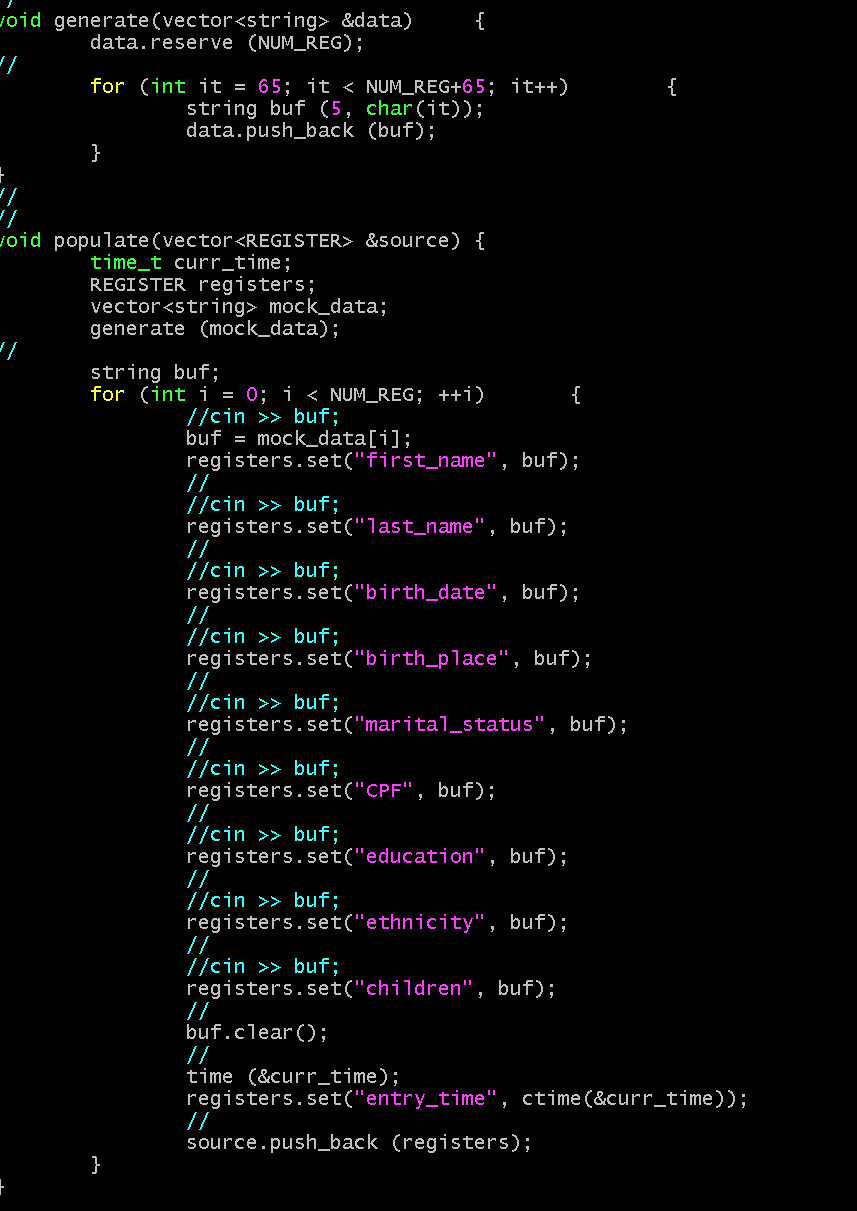 /
void generate(vector<string> &data)     {
        data.reserve (NUM_REG);
//
        for (int it = 65; it < NUM_REG+65; it++)        {
                string buf (5, char(it));
                data.push_back (buf);
        }
}
//
//
void populate(vector<REGISTER> &source) {
        time_t curr_time;
        REGISTER registers;
        vector<string> mock_data;
        generate (mock_data);
//
        string buf;
        for (int i = 0; i < NUM_REG; ++i)       {
                //cin >> buf;
                buf = mock_data[i];
                registers.set("first_name", buf);
                //
                //cin >> buf;
                registers.set("last_name", buf);
                //
                //cin >> buf;
                registers.set("birth_date", buf);
                //
                //cin >> buf;
                registers.set("birth_place", buf);
                //
                //cin >> buf;
                registers.set("marital_status", buf);
                //
                //cin >> buf;
                registers.set("CPF", buf);
                //
                //cin >> buf;
                registers.set("education", buf);
                //
                //cin >> buf;
                registers.set("ethnicity", buf);
                //
                //cin >> buf;
                registers.set("children", buf);
                //
                buf.clear();
                //
                time (&curr_time);
                registers.set("entry_time", ctime(&curr_time));
                //
                source.push_back (registers);
        }
}